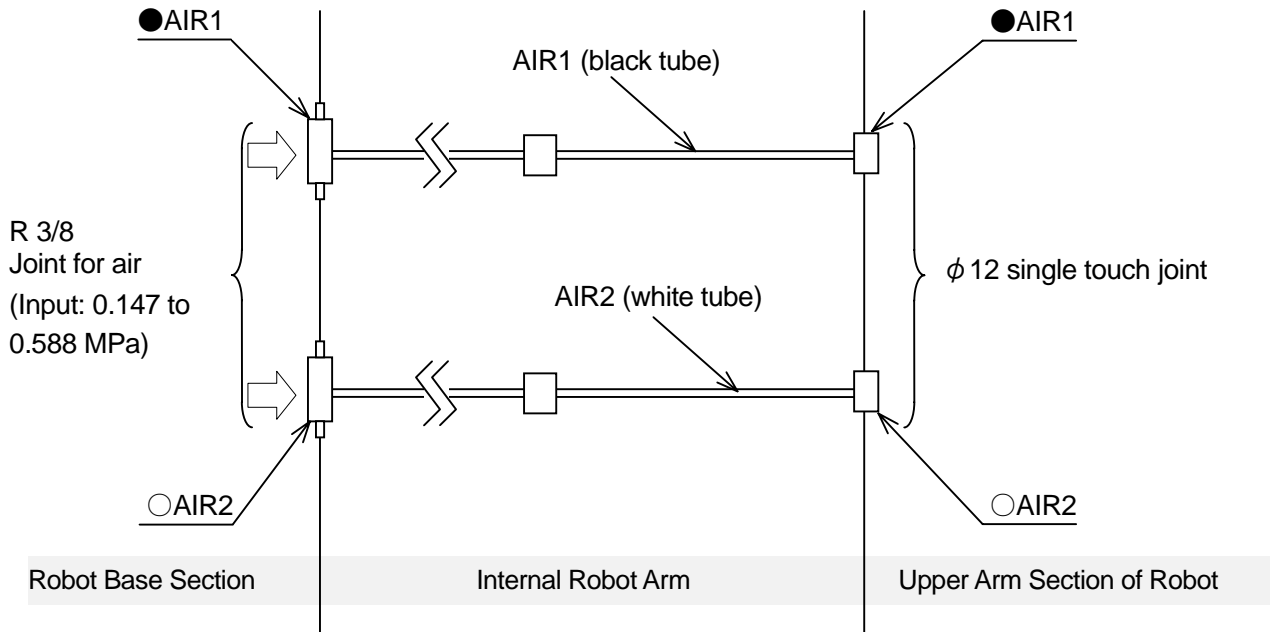 ●AIR1
●AIR1
AIR1 (black tube)
R 3/8
Joint for air
(Input: 0.147 to
0.588 MPa)
φ12 single touch joint
AIR2 (white tube)
○AIR2
○AIR2
Robot Base Section
Internal Robot Arm
Upper Arm Section of Robot